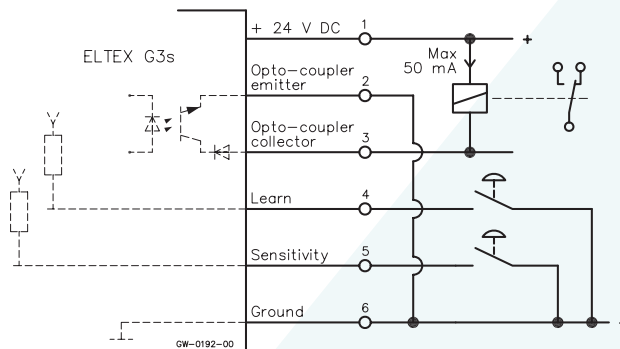 + 24 V DC 1
+
ELTEX G3s
Max
50 mA
Opto-coupler
emitter
2
Opto-coupler
collector
3
Learn 4
Sensitivity 5
Ground 6
-
GW-0192-00